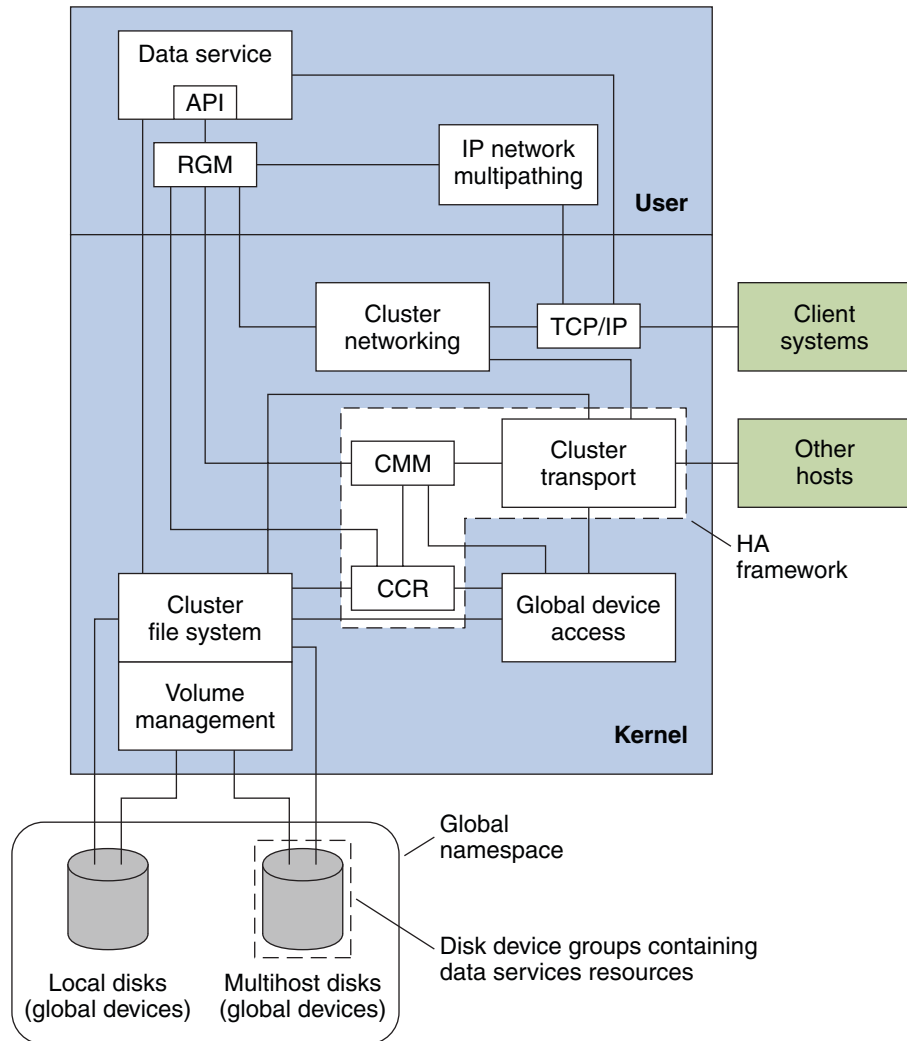 Data service
API
RGM
IP network
multipathing
User
Cluster
networking
TCP/IP
Client
systems
CMM
Cluster
transport
Other
hosts
HA
framework
CCR
Cluster
file system
Global device
access
Volume
management
Kernel
Global
namespace
Disk device groups containing
data services resources
Local disks
(global devices)
Multihost disks
(global devices)